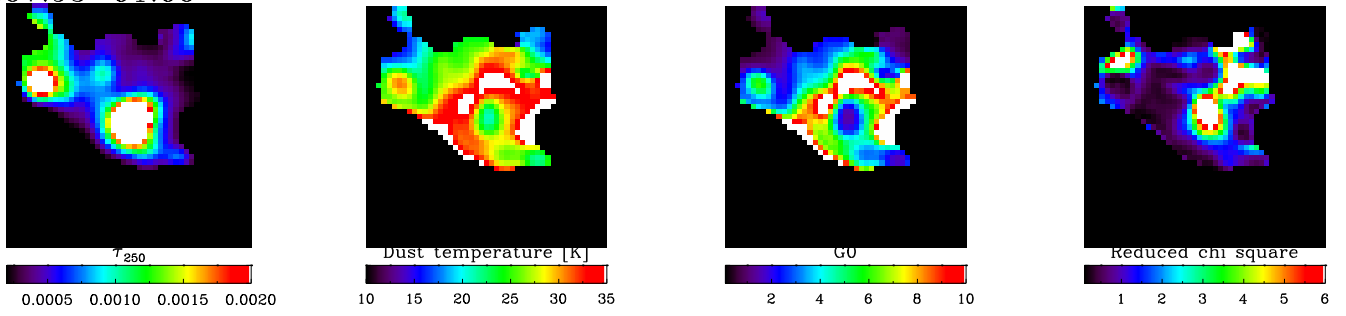 τ250
0.0005 0.0010 0.0015 0.0020
Dust temperature [K]
10 15 20 25 30 35
G0
2 4 6 8 10
Reduced chi square
1 2 3 4 5 6